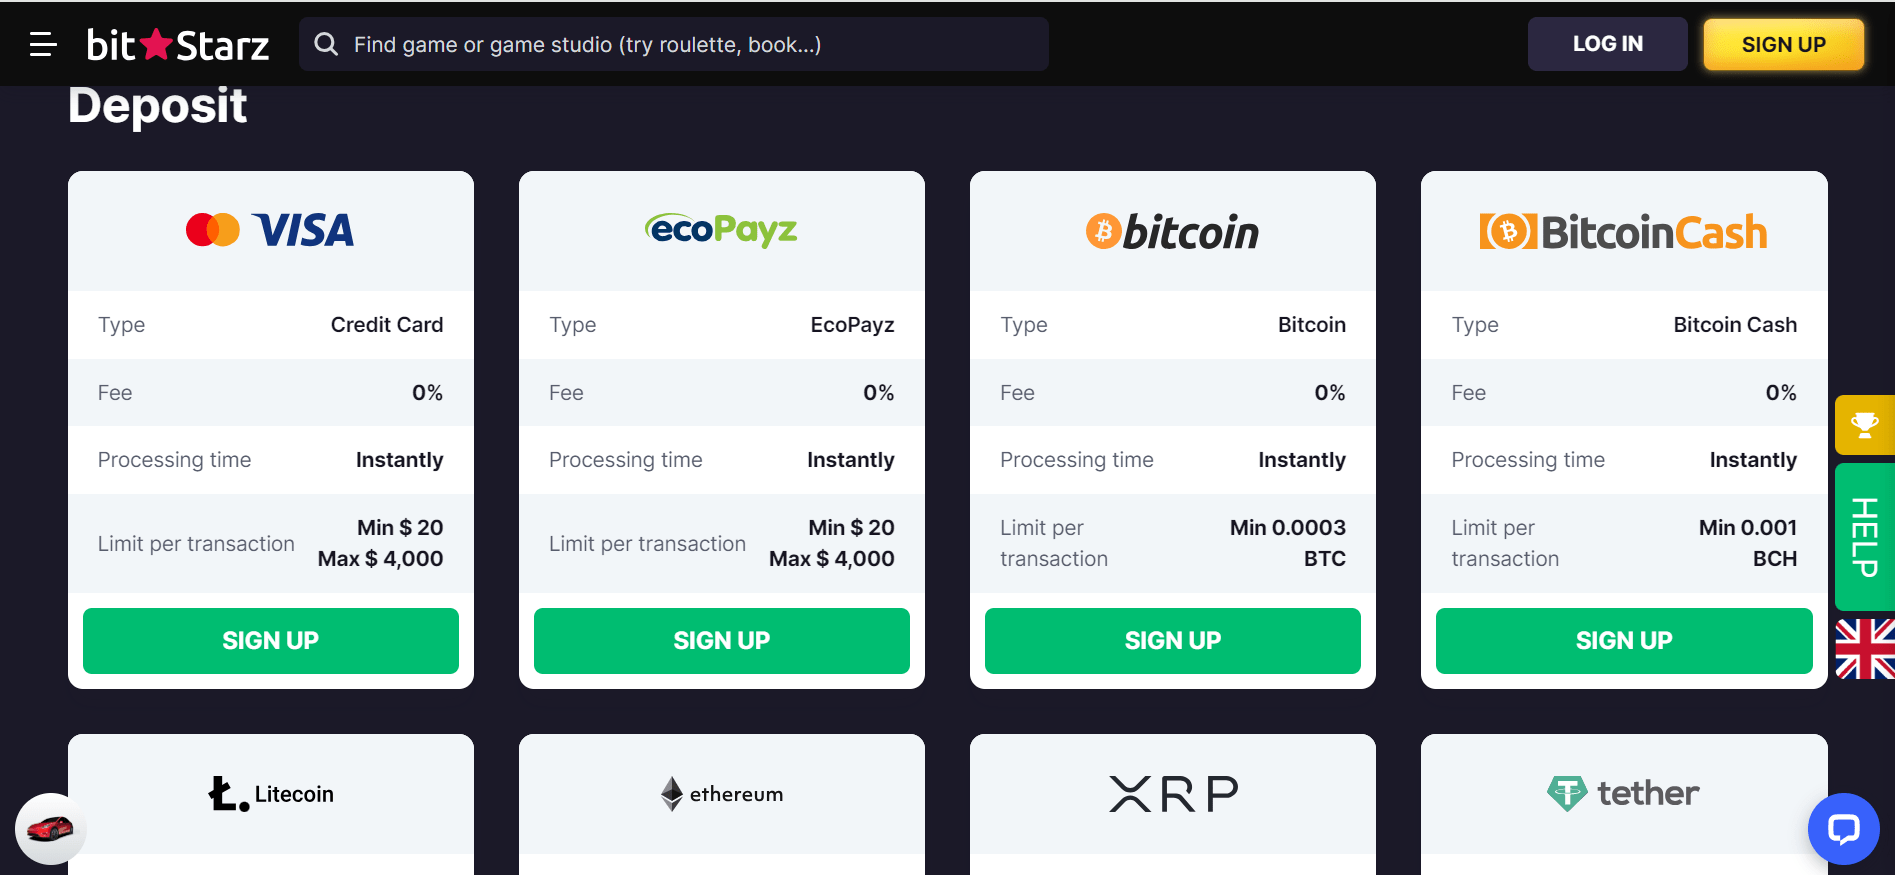 bit Starz
Find game or game studio (try roulette, book...)
LOG IN
SIGN UP
Deposit
VISA
Type Credit Card
Fee 0%
Processing time Instantly
Limit per transaction Min $ 20
Max $ 4,000
SIGN UP
ecoPayz
Type EcoPayz
Fee 0%
Processing time Instantly
Limit per transaction Min $ 20
Max $ 4,000
SIGN UP
bitcoin
Type Bitcoin
Fee 0%
Processing time Instantly
Limit per Min 0.0003
transaction BTC
SIGN UP
BitcoinCash
Type Bitcoin Cash
Fee 0%
Processing time Instantly
Limit per Min 0.001
transaction BCH
SIGN UP
HELP
Litecoin
ethereum
XRP
tether